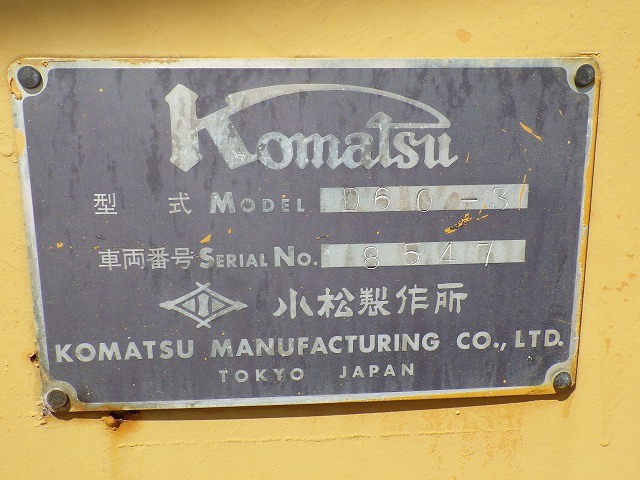 Komatsu
型 式 MODEL D60-3
車両番号 SERIAL NO. 8547
小松製作所
KOMATSU MANUFACTURING CO., LTD.
TOKYO JAPAN